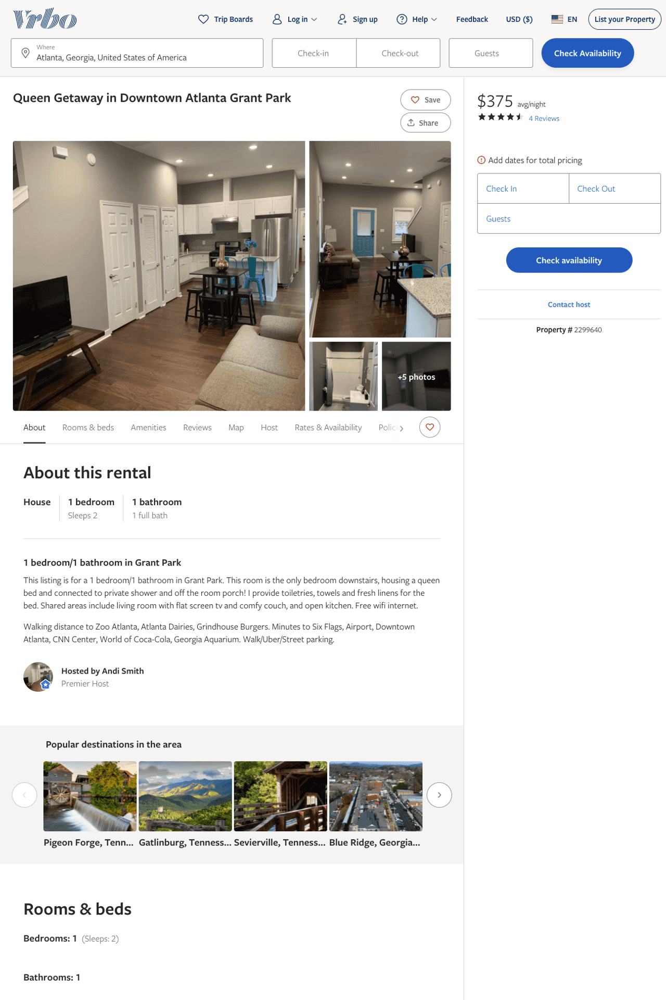 Vrbo
Trip Boards
Log in
Sign up
Help
Feedback
USD ($)
EN
List your Property
Where
Atlanta, Georgia, United States of America
Check-in
Check-out
Guests
Check Availability
Queen Getaway in Downtown Atlanta Grant Park
Save
Share
$375 avg/night
4 Reviews
Add dates for total pricing
Check In
Check Out
Guests
Check availability
Contact host
Property # 2299640
+5 photos
About
Rooms & beds
Amenities
Reviews
Map
Host
Rates & Availability
Polici
About this rental
House
1 bedroom
Sleeps 2
1 bathroom
1 full bath
1 bedroom/1 bathroom in Grant Park
This listing is for a 1 bedroom/1 bathroom in Grant Park. This room is the only bedroom downstairs, housing a queen
bed and connected to private shower and off the room porch! I provide toiletries, towels and fresh linens for the
bed. Shared areas include living room with flat screen tv and comfy couch, and open kitchen. Free wifi internet.
Walking distance to Zoo Atlanta, Atlanta Dairies, Grindhouse Burgers. Minutes to Six Flags, Airport, Downtown
Atlanta, CNN Center, World of Coca-Cola, Georgia Aquarium. Walk/Uber/Street parking.
Hosted by Andi Smith
Premier Host
Popular destinations in the area
Pigeon Forge, Tenn...
Gatlinburg, Tenness...
Sevierville, Tenness...
Blue Ridge, Georgia...
Rooms & beds
Bedrooms: 1 (Sleeps: 2)
Bathrooms: 1